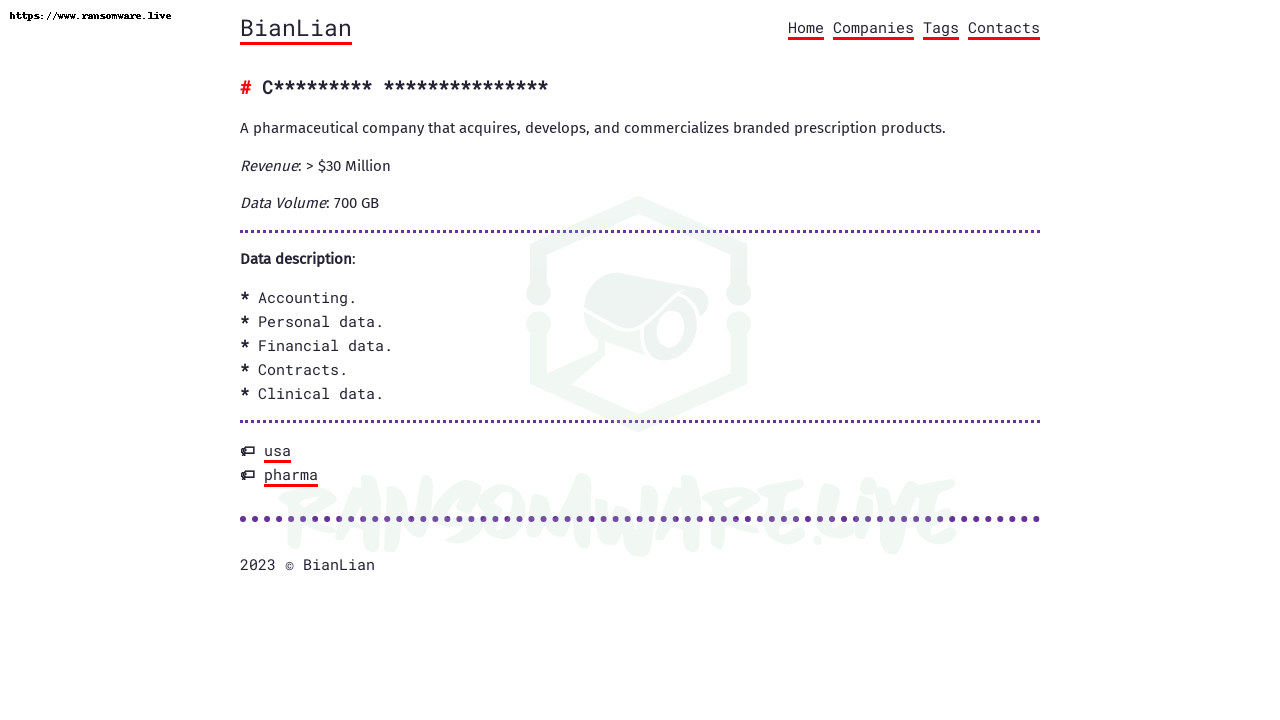 https://www.ransomware.live
BianLian
Home Companies Tags Contacts
# C********* ***************
A pharmaceutical company that acquires, develops, and commercializes branded prescription products.
Revenue: > $30 Million
Data Volume: 700 GB
Data description:
* Accounting.
* Personal data.
* Financial data.
* Contracts.
* Clinical data.
usa
pharma
RANSOMWARE.LIVE
2023 © BianLian